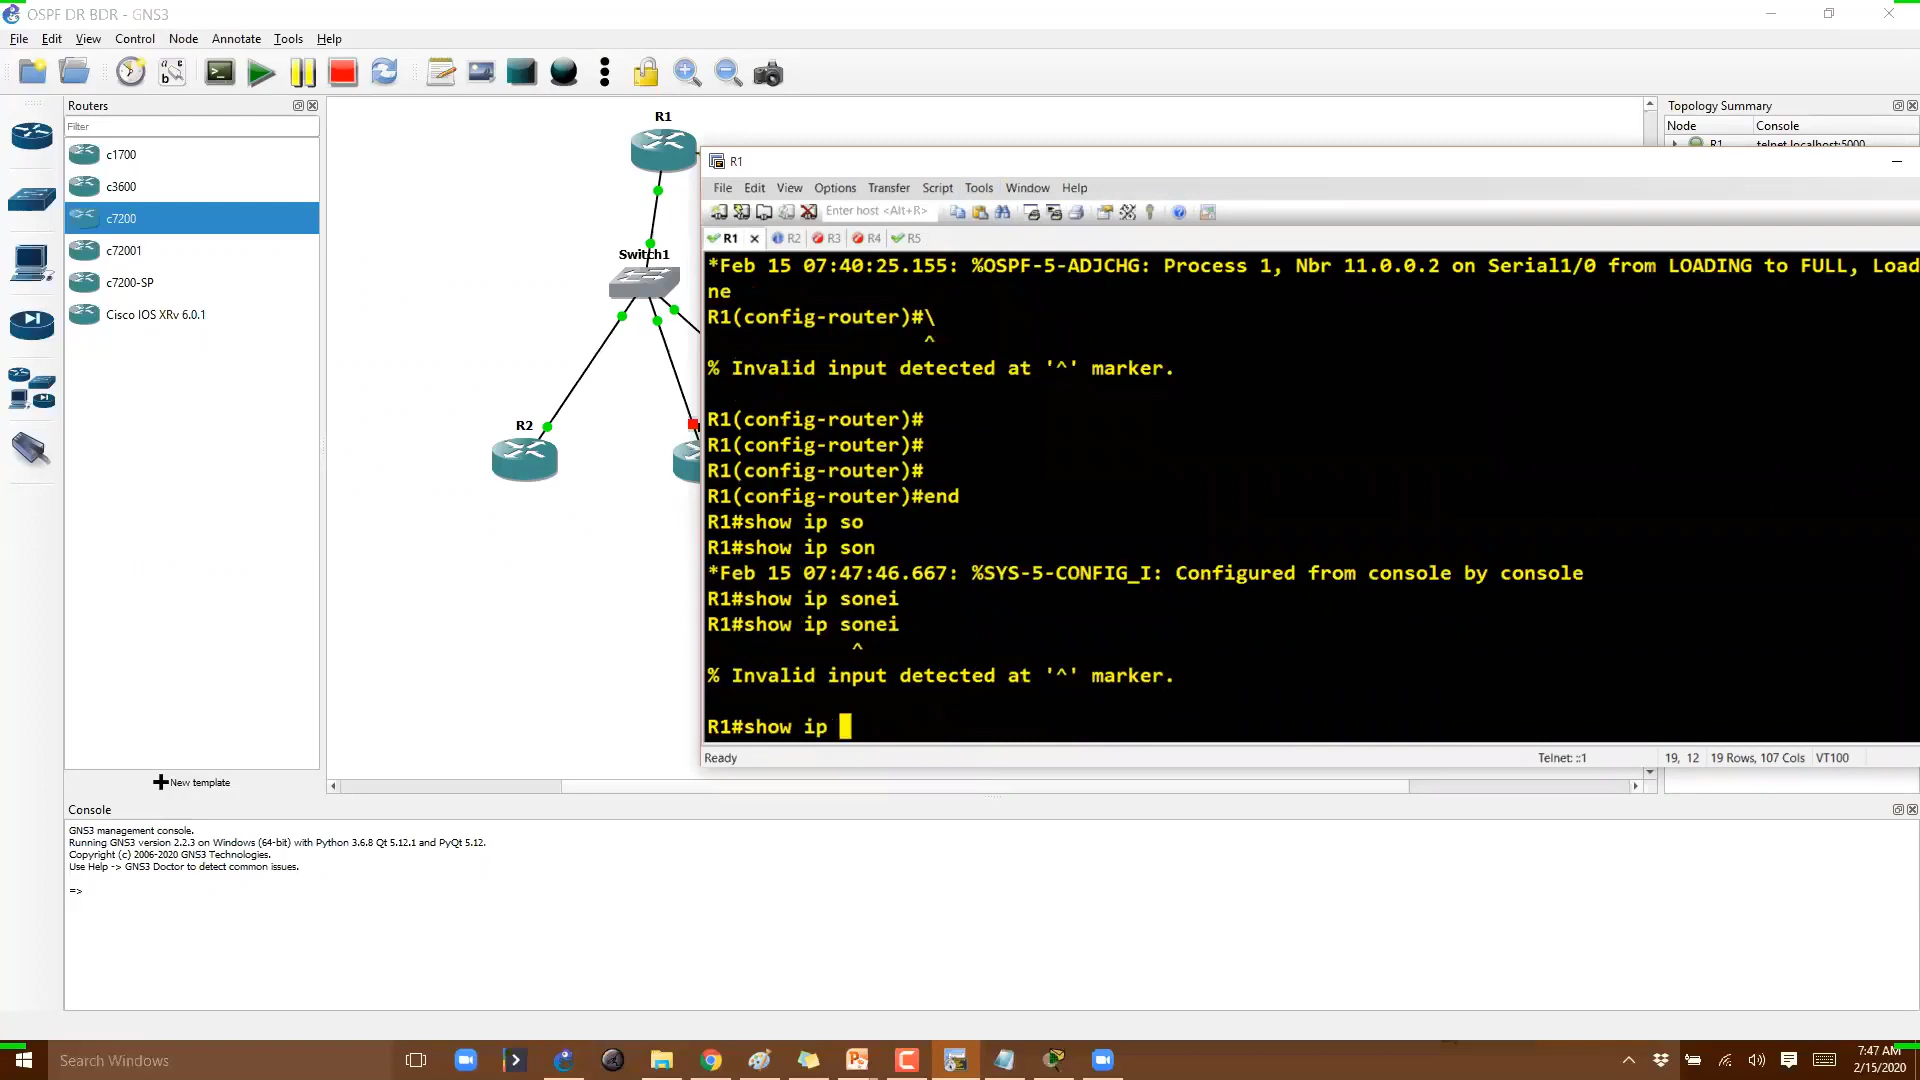 OSPF DR BDR - GNS3
File Edit View Control Node Annotate Tools Help
Routers
Filter
c1700
c3600
c7200
c72001
c7200-SP
Cisco IOS XRv 6.0.1
New template
R1
Switch1
R2
Topology Summary
Node Console
R1 telnet localhost:5000
R1
File Edit View Options Transfer Script Tools Window Help
Enter host <Alt+R>
R1 R2 R3 R4 R5
*Feb 15 07:40:25.155: %OSPF-5-ADJCHG: Process 1, Nbr 11.0.0.2 on Serial1/0 from LOADING to FULL, Load
ne
R1(config-router)#\
^
% Invalid input detected at '^' marker.
R1(config-router)#
R1(config-router)#
R1(config-router)#
R1(config-router)#end
R1#show ip so
R1#show ip son
*Feb 15 07:47:46.667: %SYS-5-CONFIG_I: Configured from console by console
R1#show ip sonei
R1#show ip sonei
^
% Invalid input detected at '^' marker.
R1#show ip
Ready Telnet: ::1 19, 12 19 Rows, 107 Cols VT100
Console
GNS3 management console.
Running GNS3 version 2.2.3 on Windows (64-bit) with Python 3.6.8 Qt 5.12.1 and PyQt 5.12.
Copyright (c) 2006-2020 GNS3 Technologies.
Use Help -> GNS3 Doctor to detect common issues.
=>
Search Windows
7:47 AM
2/15/2020